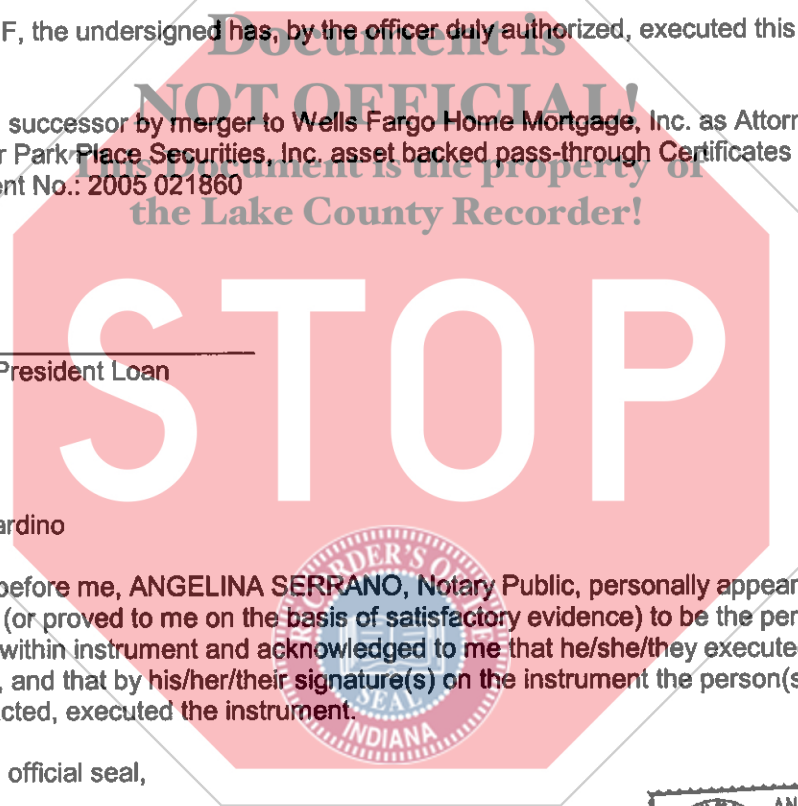 F, the undersigned has, by the officer duly authorized, executed this
Document is
NOT OFFICIAL!
successor by merger to Wells Fargo Home Mortgage, Inc. as Attorn
r Park Place Securities, Inc. asset backed pass-through Certificates
This Document is the property of
ent No.: 2005 021860
the Lake County Recorder!
STOP
President Loan
ardino
before me, ANGELINA SERRANO, Notary Public, personally appear
(or proved to me on the basis of satisfactory evidence) to be the per
within instrument and acknowledged to me that he/she/they execute
, and that by his/her/their signature(s) on the instrument the person(s
cted, executed the instrument.
RECORDER'S OFFICE
SEAL
INDIANA
official seal,
AN